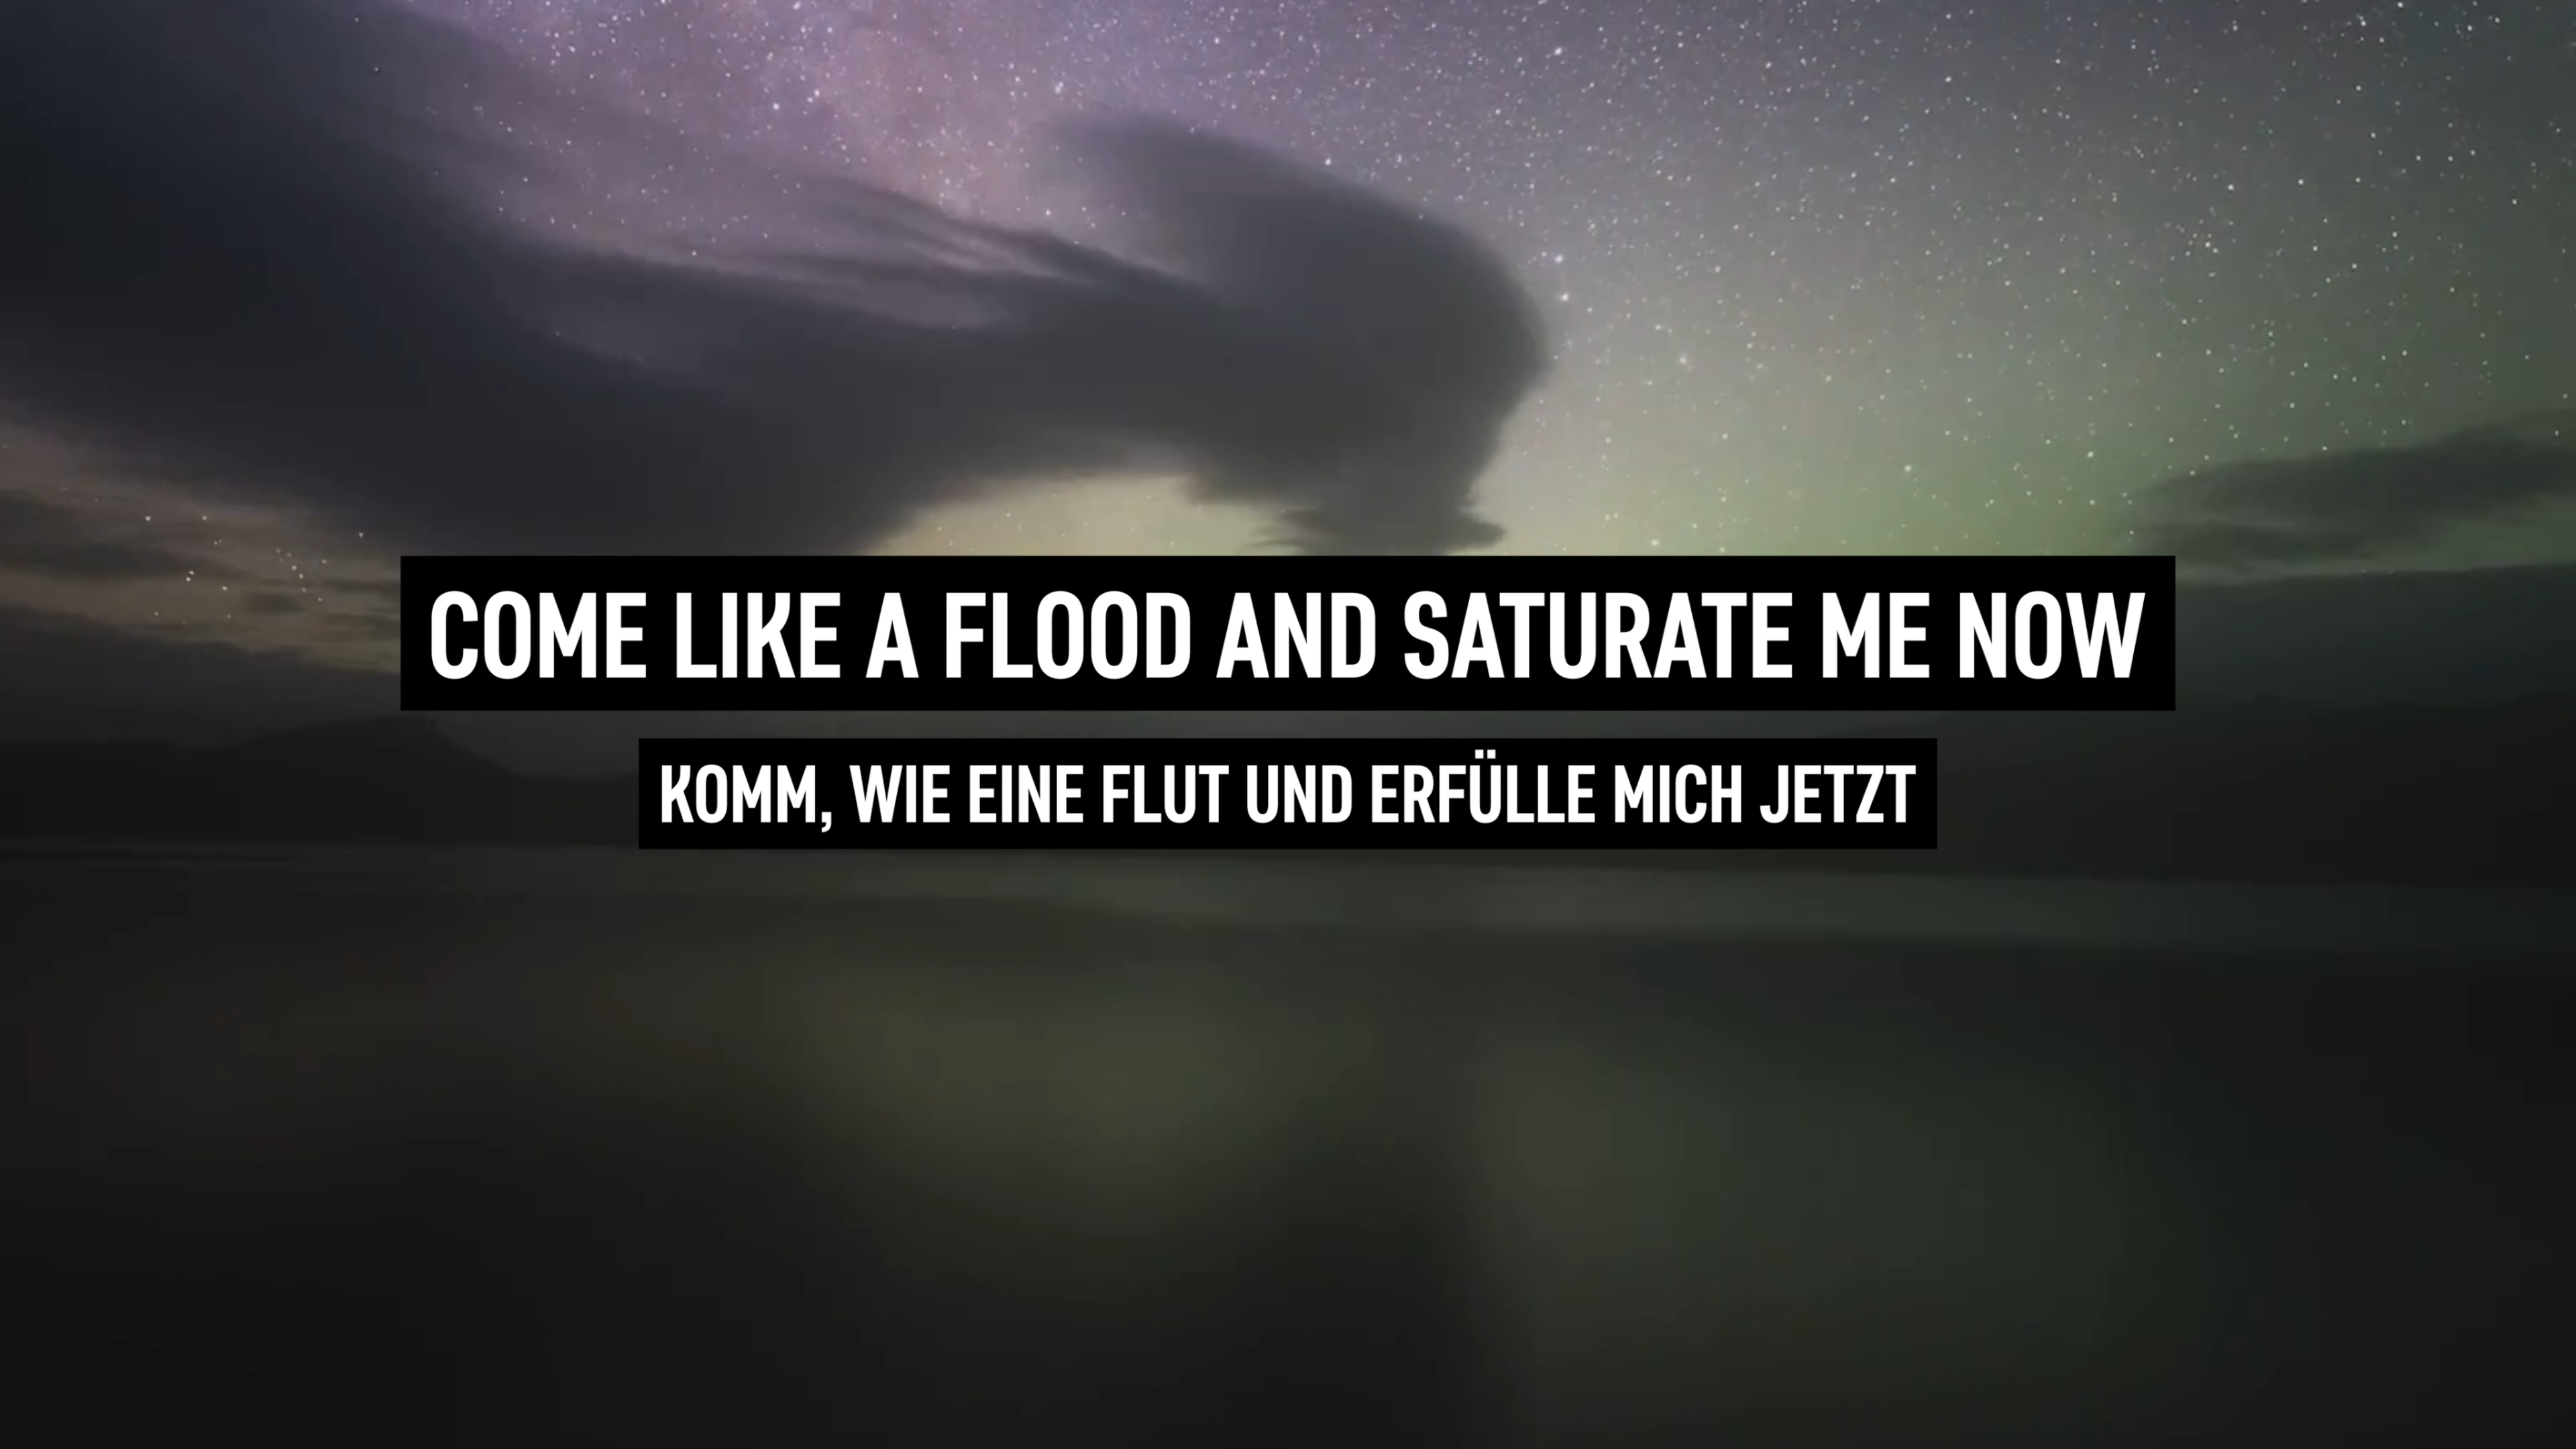 COME LIKE A FLOOD AND SATURATE ME NOW
KOMM, WIE EINE FLUT UND ERFÜLLE MICH JETZT